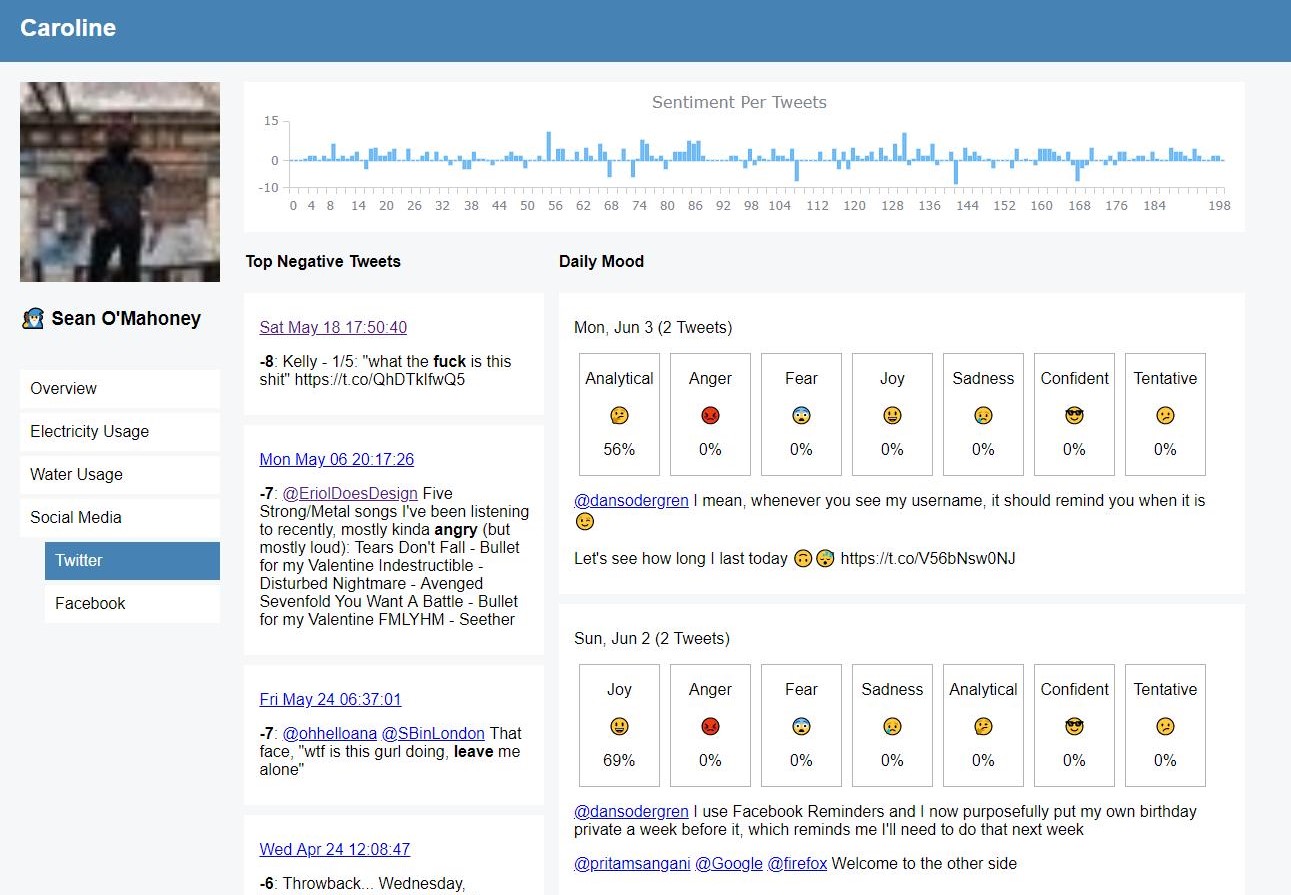 Caroline
Sentiment Per Tweets
15
0
-10
0 4 8 14 20 26 32 38 44 50 56 62 68 74 80 86 92 98 104 112 120 128 136 144 152 160 168 176 184 198
Sean O'Mahoney
Overview
Electricity Usage
Water Usage
Social Media
Twitter
Facebook
Top Negative Tweets
Sat May 18 17:50:40
-8: Kelly - 1/5: "what the fuck is this
shit" https://t.co/QhDTklfwQ5
Mon May 06 20:17:26
-7: @EriolDoesDesign Five
Strong/Metal songs I've been listening
to recently, mostly kinda angry (but
mostly loud): Tears Don't Fall - Bullet
for my Valentine Indestructible -
Disturbed Nightmare - Avenged
Sevenfold You Want A Battle - Bullet
for my Valentine FMLYHM - Seether
Fri May 24 06:37:01
-7: @ohhelloana @SBinLondon That
face, "wtf is this gurl doing, leave me
alone"
Wed Apr 24 12:08:47
-6: Throwback... Wednesday,
Daily Mood
Mon, Jun 3 (2 Tweets)
Analytical Anger Fear Joy Sadness Confident Tentative
56% 0% 0% 0% 0% 0% 0%
@dansodergren I mean, whenever you see my username, it should remind you when it is
😉
Let's see how long I last today 🙃😴 https://t.co/V56bNsw0NJ
Sun, Jun 2 (2 Tweets)
Joy Anger Fear Sadness Analytical Confident Tentative
69% 0% 0% 0% 0% 0% 0%
@dansodergren I use Facebook Reminders and I now purposefully put my own birthday
private a week before it, which reminds me I'll need to do that next week
@pritamsangani @Google @firefox Welcome to the other side